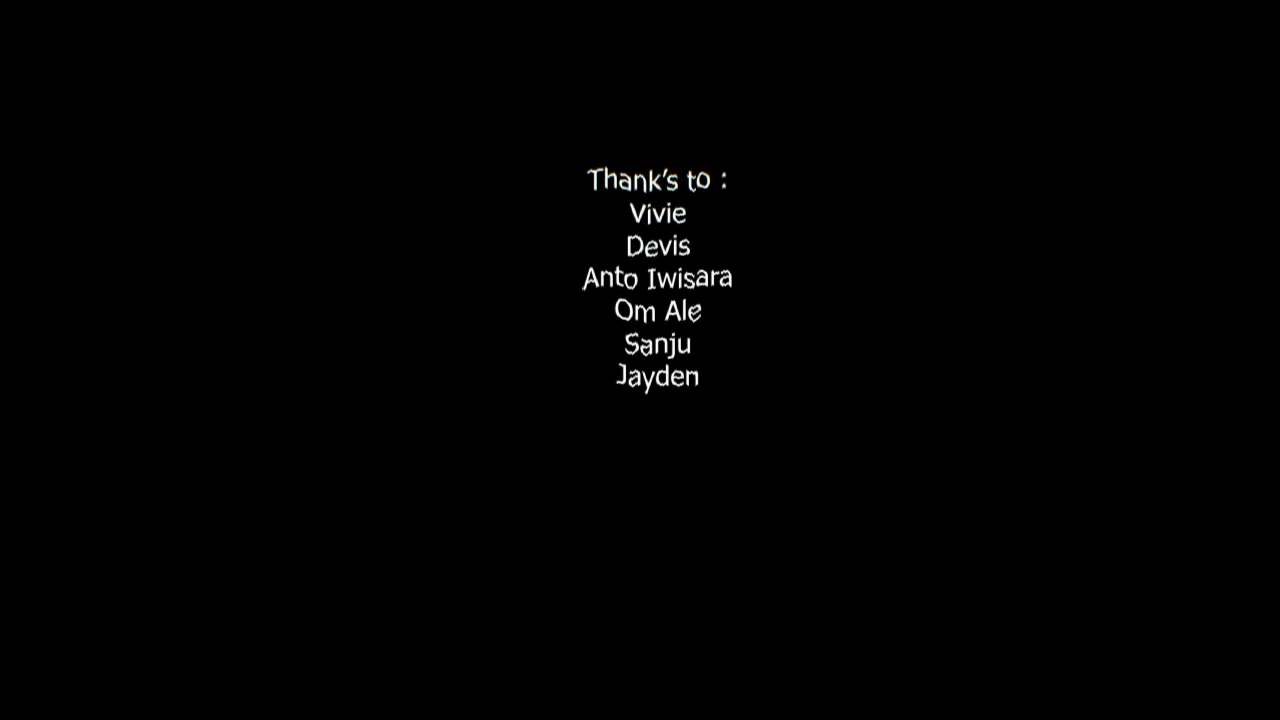 Thank's to :
Vivie
Devis
Anto Iwisara
Om Ale
Sanju
Jayden